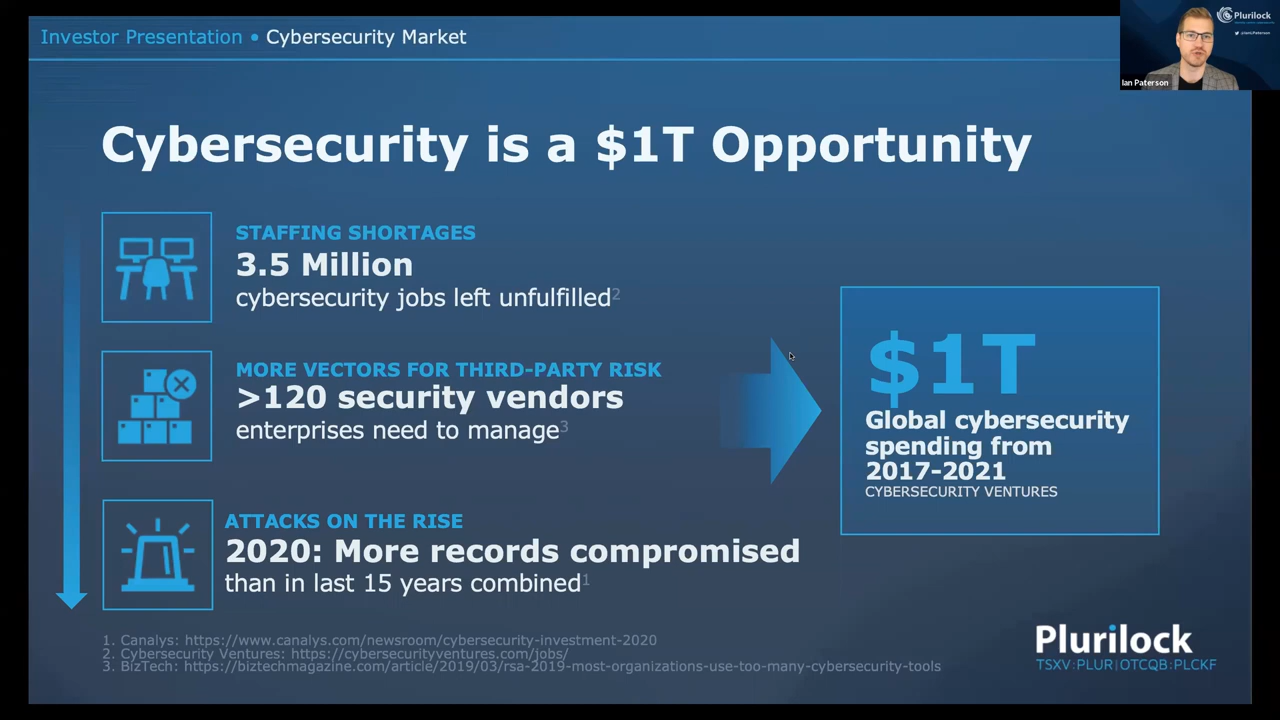 Investor Presentation • Cybersecurity Market
Plurilock
Ian Paterson
Cybersecurity is a $1T Opportunity
STAFFING SHORTAGES
3.5 Million
cybersecurity jobs left unfulfilled2
MORE VECTORS FOR THIRD-PARTY RISK
>120 security vendors
enterprises need to manage3
ATTACKS ON THE RISE
2020: More records compromised
than in last 15 years combined1
$1T
Global cybersecurity
spending from
2017-2021
CYBERSECURITY VENTURES
1. Canalys: https://www.canalys.com/newsroom/cybersecurity-investment-2020
2. Cybersecurity Ventures: https://cybersecurityventures.com/jobs/
3. BizTech: https://biztechmagazine.com/article/2019/03/rsa-2019-most-organizations-use-too-many-cybersecurity-tools
Plurilock
TSXV:PLUR|OTCQB:PLCKF